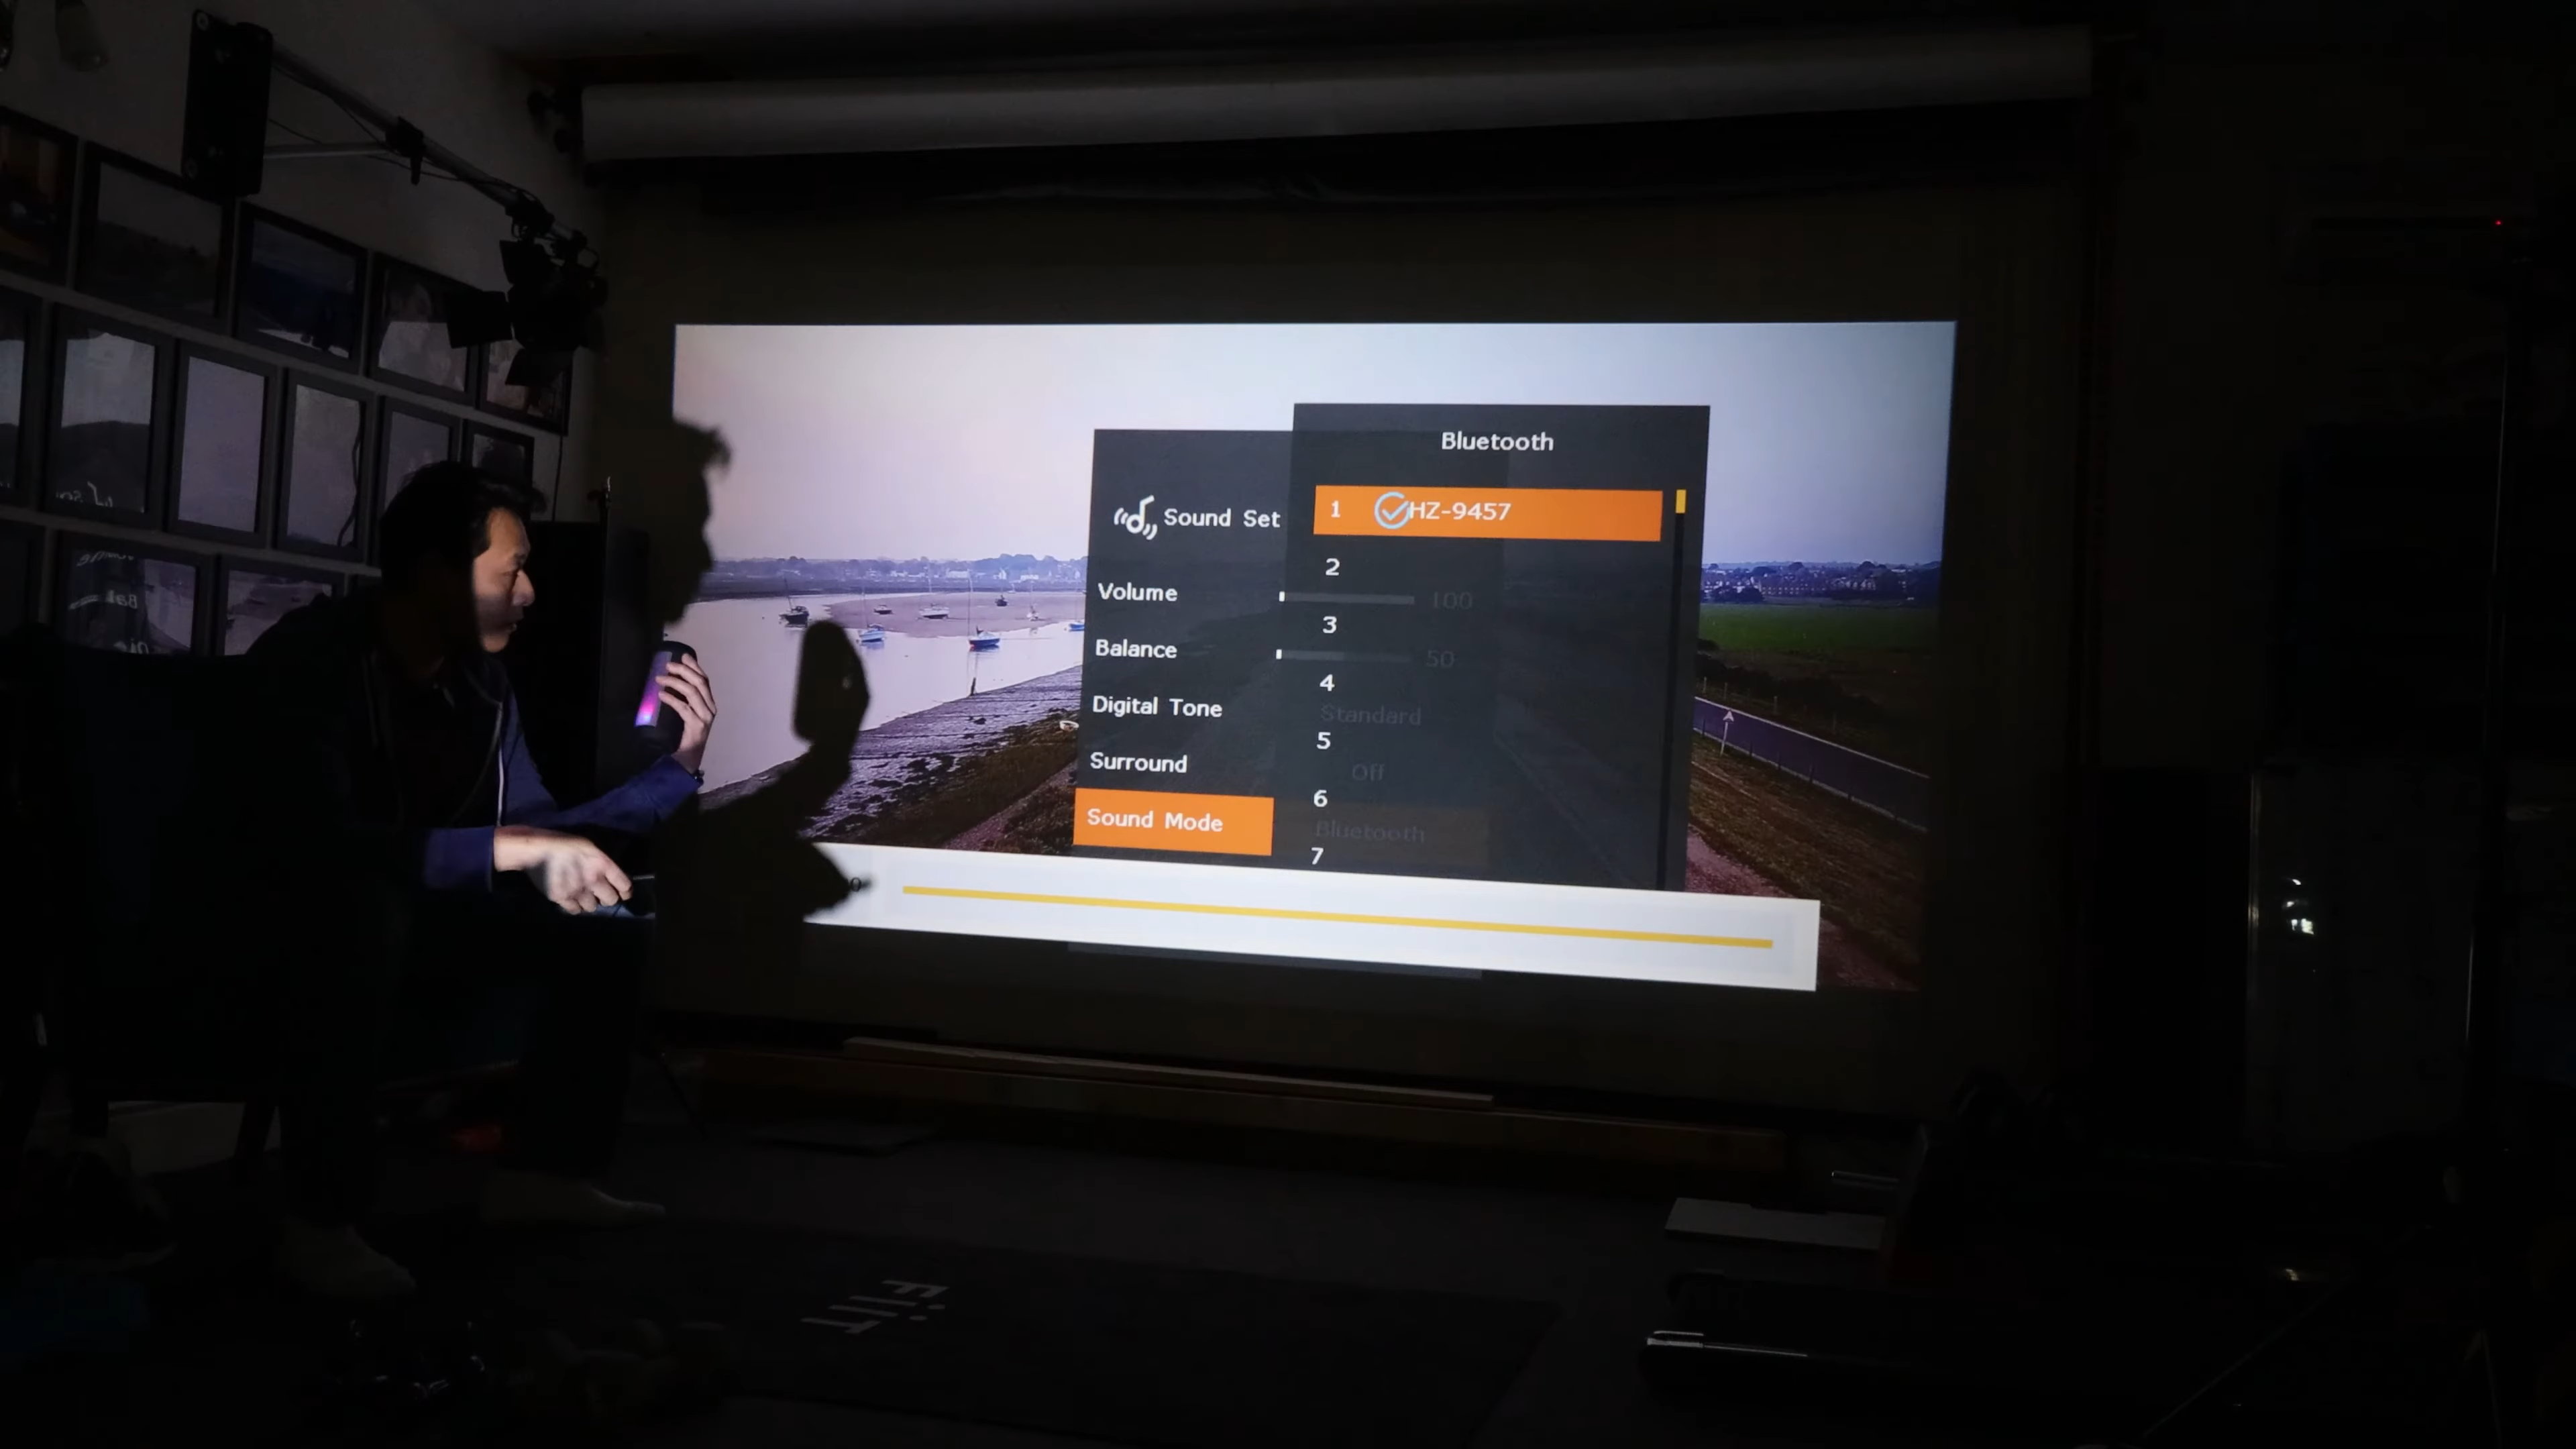 Bluetooth
1 HZ-9457
Sound Set
2
Volume 100
3
Balance 50
4
Digital Tone Standard
5
Surround Off
6
Sound Mode Bluetooth
7
FiiT